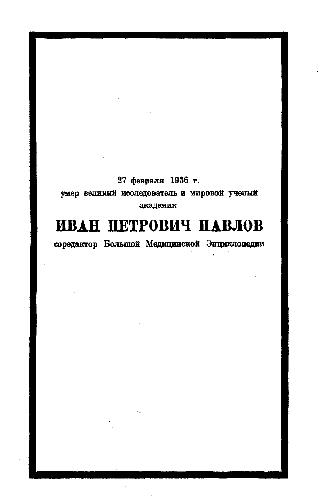 27 февраля 1936 г.
умер великий исследователь и мировой ученый
академик
ИВАН ПЕТРОВИЧ ПАВЛОВ
соредактор Большой Медицинской Энциклопедии